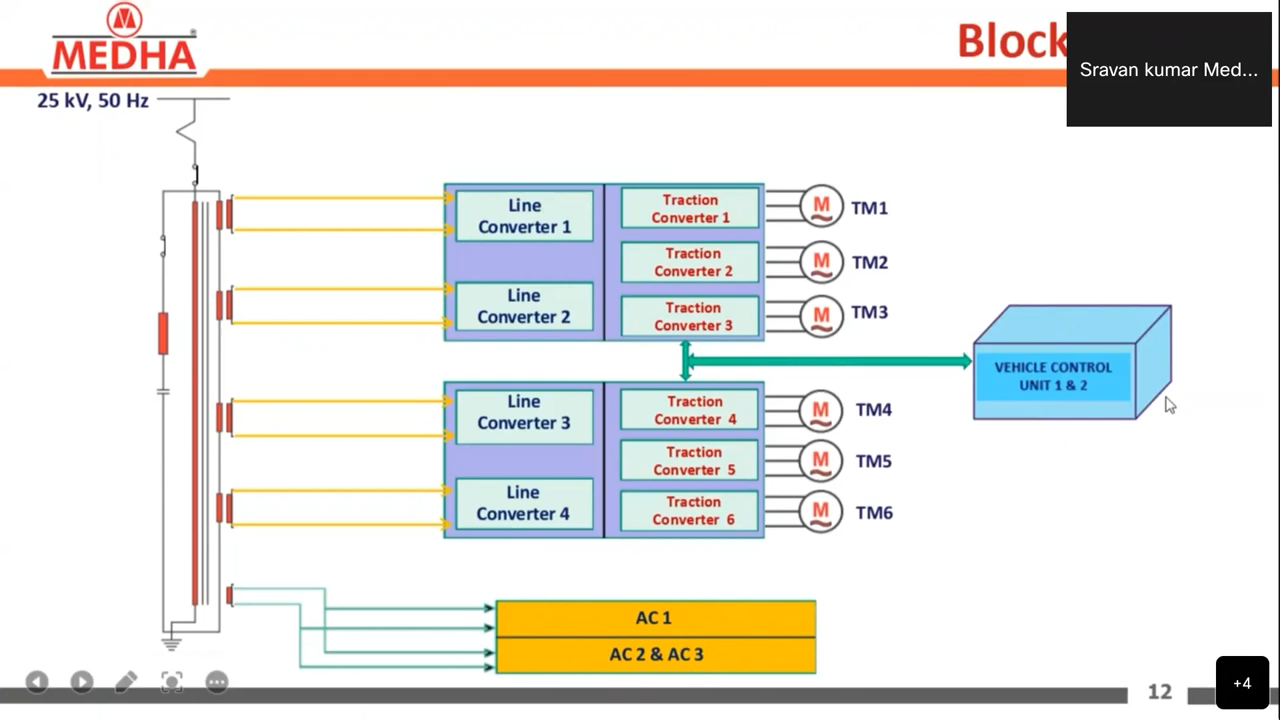 MEDHA
®
Block
Sravan kumar Med...
25 kV, 50 Hz
Line
Converter 1
Line
Converter 2
Traction
Converter 1
Traction
Converter 2
Traction
Converter 3
M
TM1
M
TM2
M
TM3
VEHICLE CONTROL
UNIT 1 & 2
Line
Converter 3
Line
Converter 4
Traction
Converter 4
Traction
Converter 5
Traction
Converter 6
M
TM4
M
TM5
M
TM6
AC 1
AC 2 & AC 3
12
+4